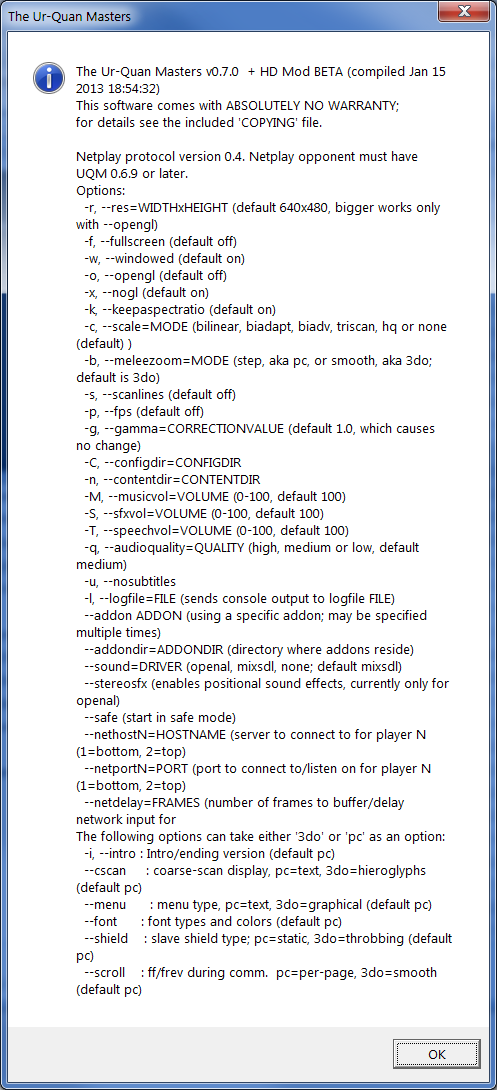 The Ur-Quan Masters
The Ur-Quan Masters v0.7.0  + HD Mod BETA (compiled Jan 15
2013 18:54:32)
This software comes with ABSOLUTELY NO WARRANTY;
for details see the included 'COPYING' file.
Netplay protocol version 0.4. Netplay opponent must have
UQM 0.6.9 or later.
Options:
-r, --res=WIDTHxHEIGHT (default 640x480, bigger works only
with --opengl)
-f, --fullscreen (default off)
-w, --windowed (default on)
-o, --opengl (default off)
-x, --nogl (default on)
-k, --keepaspectratio (default on)
-c, --scale=MODE (bilinear, biadapt, biadv, triscan, hq or none
(default) )
-b, --meleezoom=MODE (step, aka pc, or smooth, aka 3do;
default is 3do)
-s, --scanlines (default off)
-p, --fps (default off)
-g, --gamma=CORRECTIONVALUE (default 1.0, which causes
no change)
-C, --configdir=CONFIGDIR
-n, --contentdir=CONTENTDIR
-M, --musicvol=VOLUME (0-100, default 100)
-S, --sfxvol=VOLUME (0-100, default 100)
-T, --speechvol=VOLUME (0-100, default 100)
-q, --audioquality=QUALITY (high, medium or low, default
medium)
-u, --nosubtitles
-l, --logfile=FILE (sends console output to logfile FILE)
--addon ADDON (using a specific addon; may be specified
multiple times)
--addondir=ADDONDIR (directory where addons reside)
--sound=DRIVER (openal, mixsdl, none; default mixsdl)
--stereosfx (enables positional sound effects, currently only for
openal)
--safe (start in safe mode)
--nethostN=HOSTNAME (server to connect to for player N
(1=bottom, 2=top)
--netportN=PORT (port to connect to/listen on for player N
(1=bottom, 2=top)
--netdelay=FRAMES (number of frames to buffer/delay
network input for
The following options can take either '3do' or 'pc' as an option:
-i, --intro : Intro/ending version (default pc)
--cscan : coarse-scan display, pc=text, 3do=hieroglyphs
(default pc)
--menu : menu type, pc=text, 3do=graphical (default pc)
--font : font types and colors (default pc)
--shield : slave shield type; pc=static, 3do=throbbing (default
pc)
--scroll : ff/frev during comm.  pc=per-page, 3do=smooth
(default pc)
OK